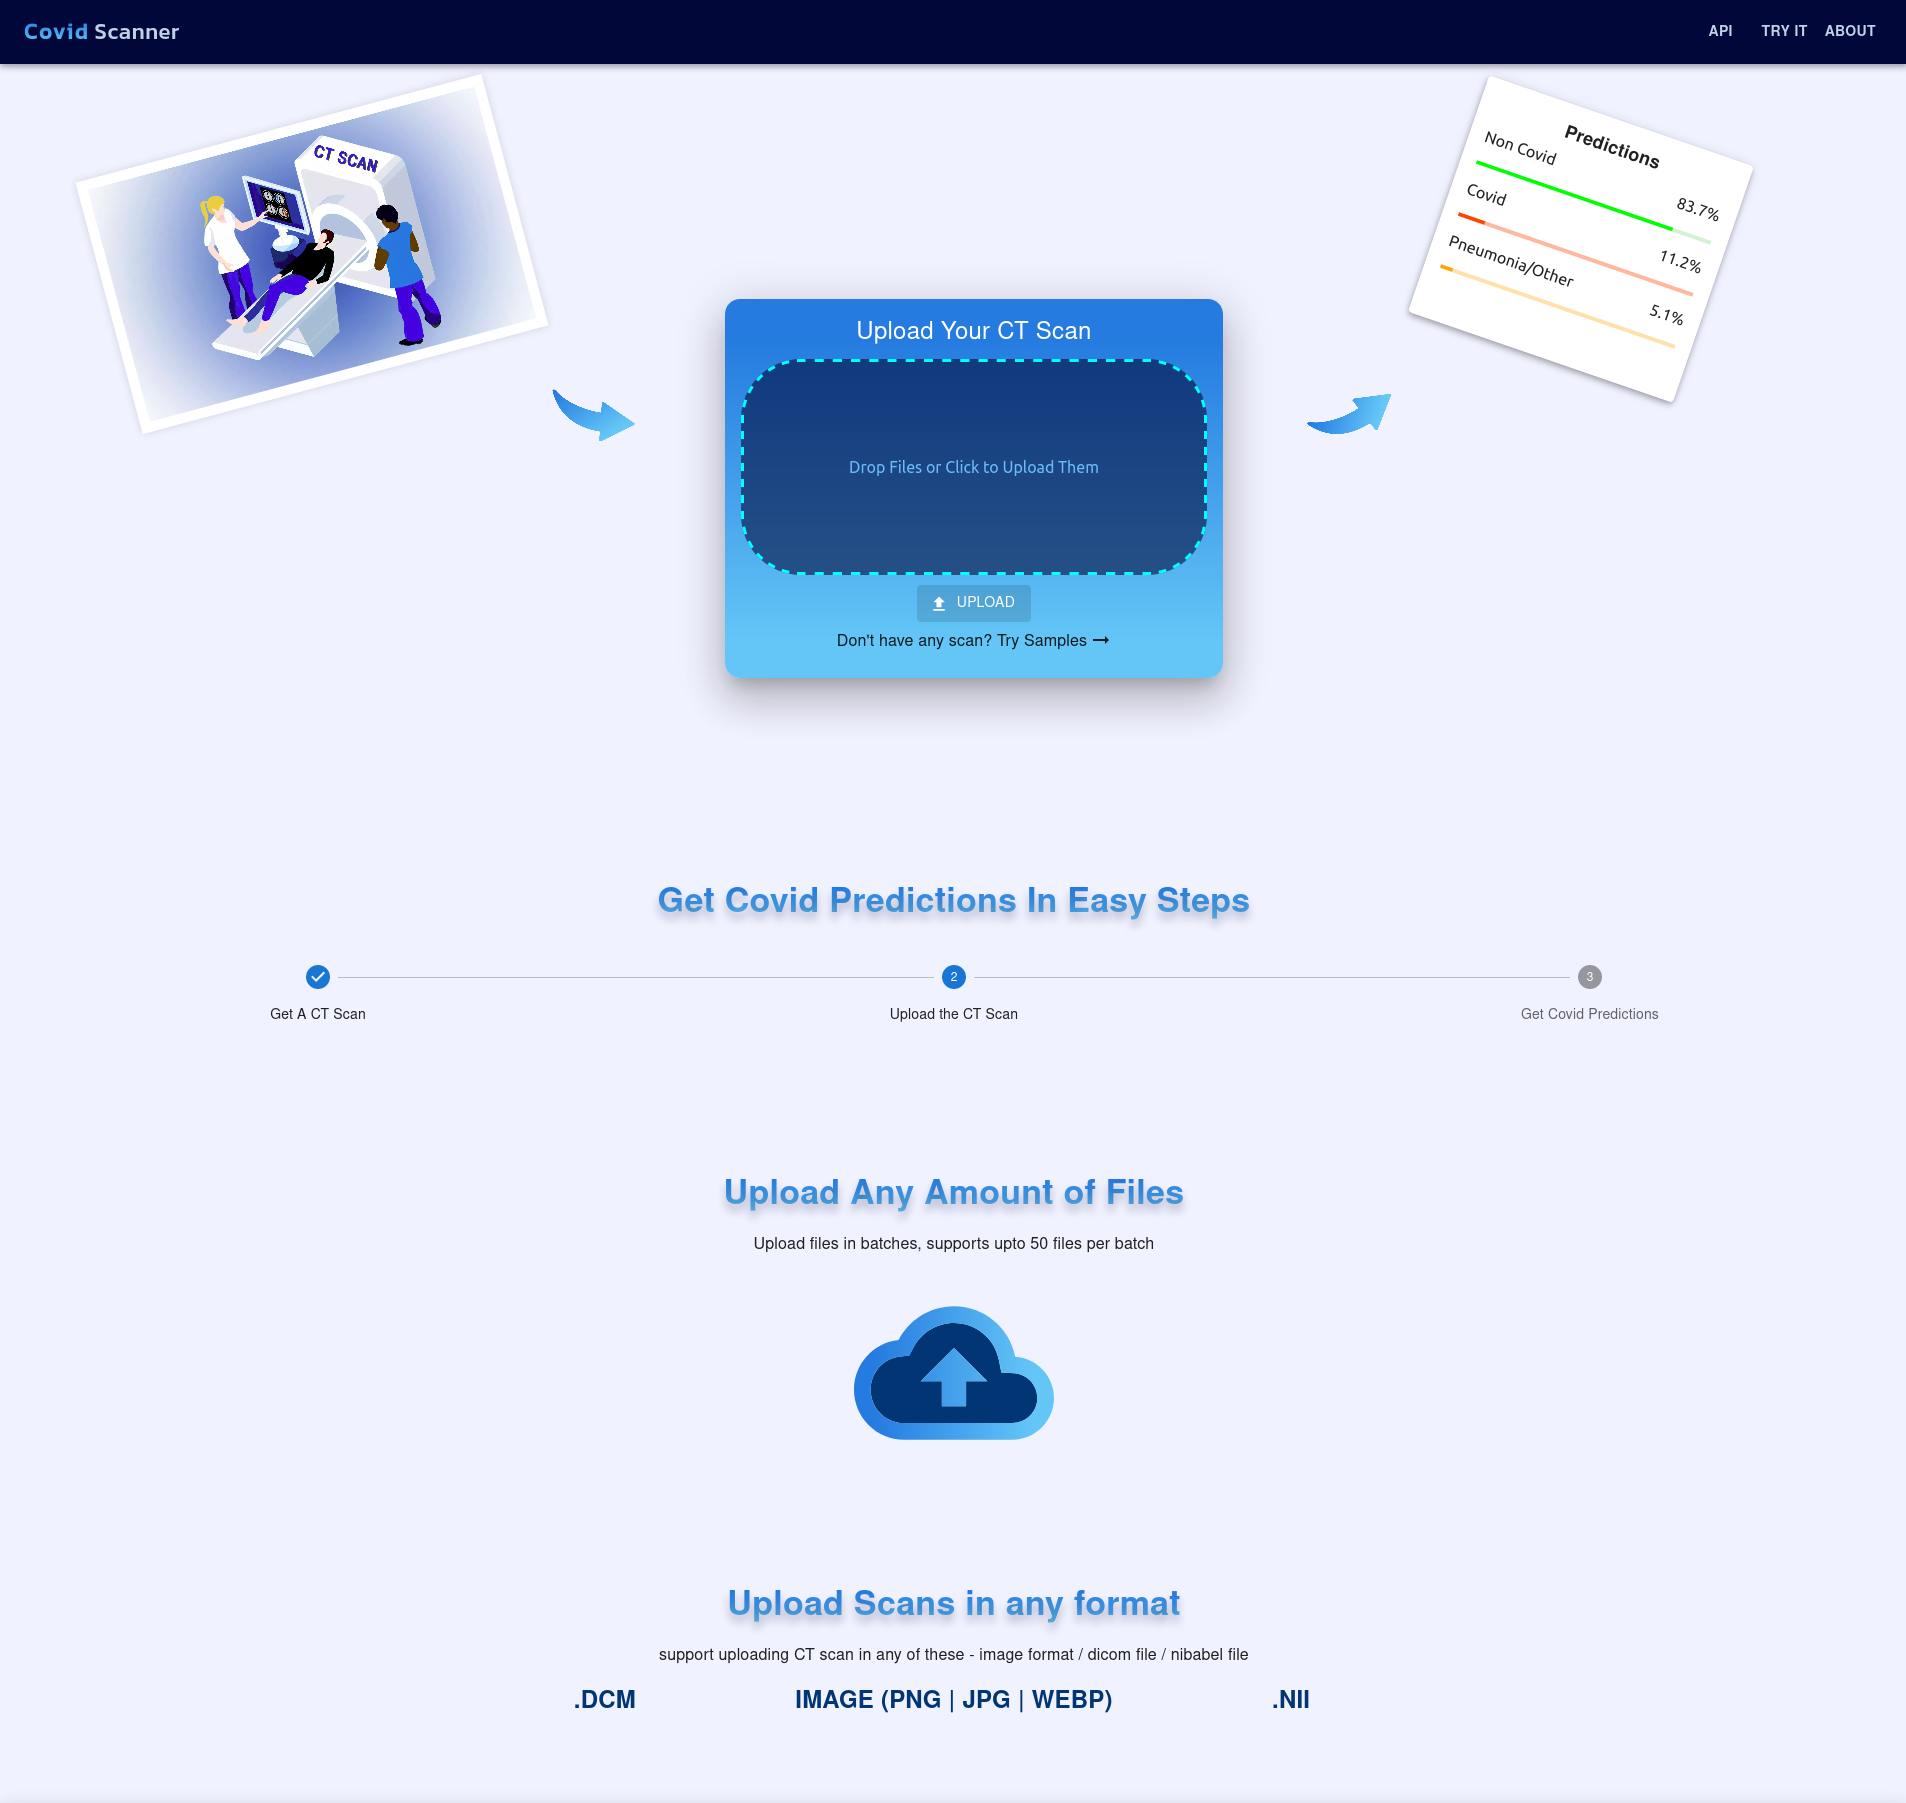 Covid Scanner
API TRY IT ABOUT
CT SCAN
Predictions
Non Covid
83.7%
Covid
11.2%
Pneumonia/Other
5.1%
Upload Your CT Scan
Drop Files or Click to Upload Them
UPLOAD
Don't have any scan? Try Samples
Get Covid Predictions In Easy Steps
2
3
Get A CT Scan
Upload the CT Scan
Get Covid Predictions
Upload Any Amount of Files
Upload files in batches, supports upto 50 files per batch
Upload Scans in any format
support uploading CT scan in any of these - image format / dicom file / nibabel file
.DCM
IMAGE (PNG | JPG | WEBP)
.NII